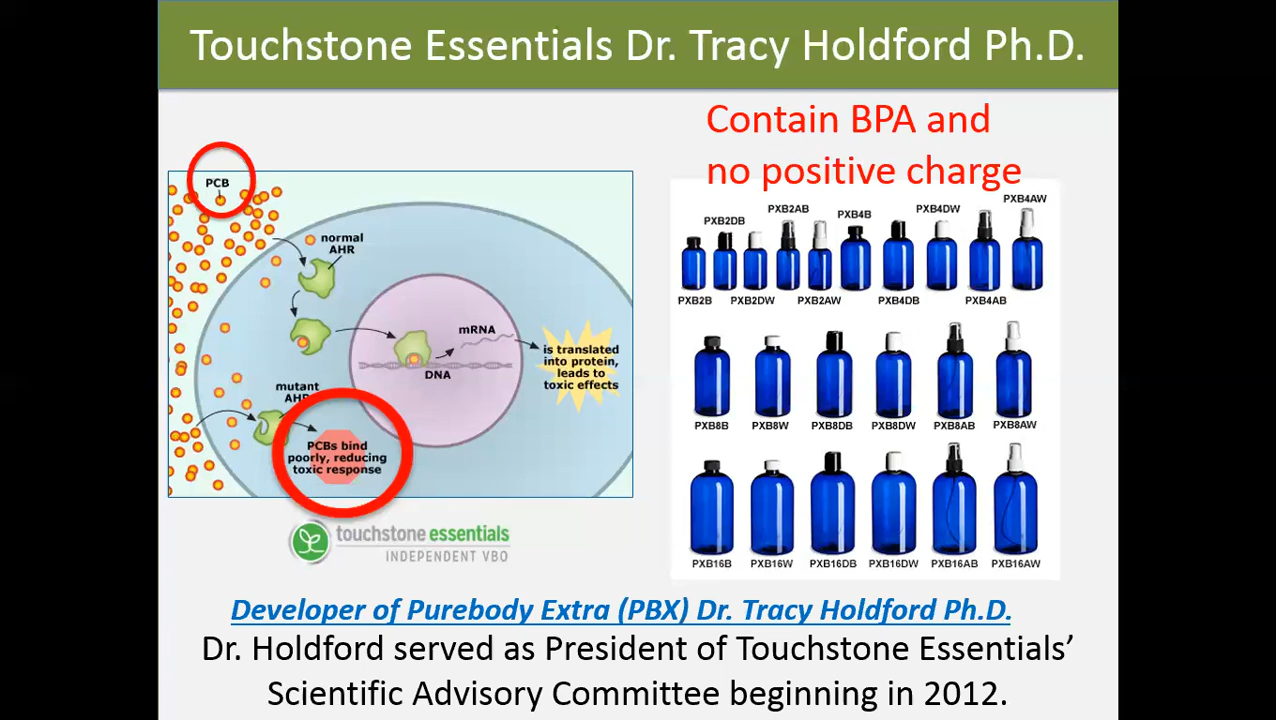 Touchstone Essentials Dr. Tracy Holdford Ph.D.
Contain BPA and
no positive charge
PCB
normal
AHR
mRNA
DNA
is translated
into protein,
leads to
toxic effects
mutant
AHR
PCBs bind
poorly, reducing
toxic response
touchstone essentials
INDEPENDENT VBO
PXB2DB
PXB2AB
PXB4B
PXB4DW
PXB4AW
PXB2B
PXB2DW
PXB2AW
PXB4DB
PXB4AB
PXB8B
PXB8W
PXB8DB
PXB8DW
PXB8AB
PXB8AW
PXB16B
PXB16W
PXB16DB
PXB16DW
PXB16AB
PXB16AW
Developer of Purebody Extra (PBX) Dr. Tracy Holdford Ph.D.
Dr. Holdford served as President of Touchstone Essentials’
Scientific Advisory Committee beginning in 2012.